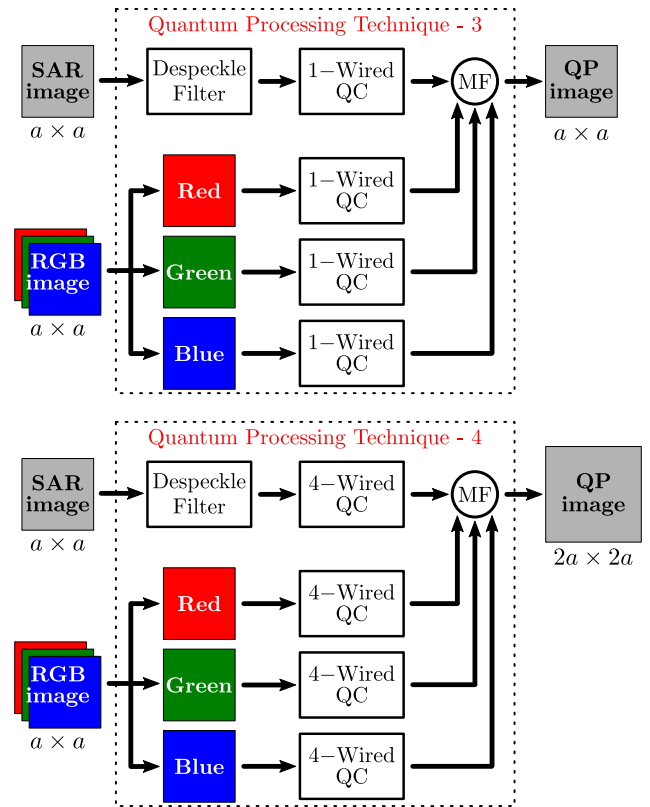 Quantum Processing Technique - 3
SAR
image
a × a
Despeckle
Filter
1−Wired
QC
MF
QP
image
a × a
Red
1−Wired
QC
RGB
image
a × a
Green
1−Wired
QC
Blue
1−Wired
QC
Quantum Processing Technique - 4
SAR
image
a × a
Despeckle
Filter
4−Wired
QC
MF
QP
image
2a × 2a
Red
4−Wired
QC
RGB
image
a × a
Green
4−Wired
QC
Blue
4−Wired
QC